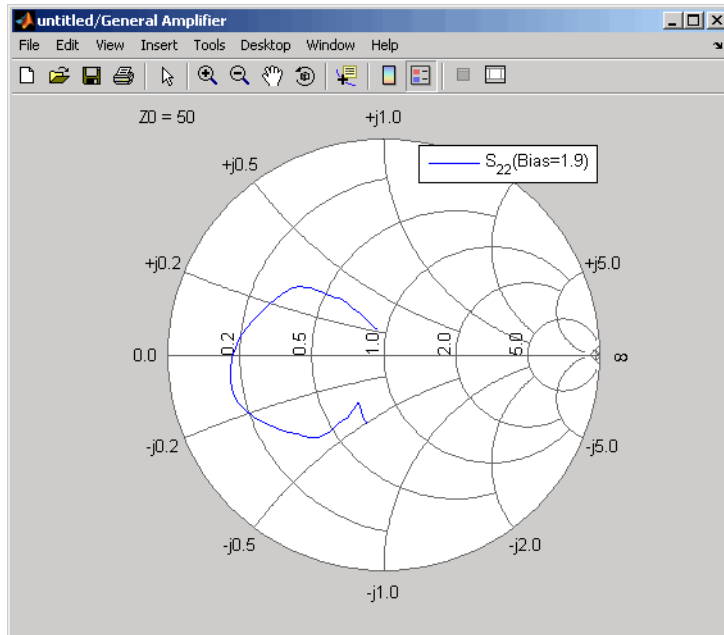 untitled/General Amplifier
File Edit View Insert Tools Desktop Window Help
Z0 = 50
+j1.0
S22(Bias=1.9)
+j0.5
+j0.2
+j5.0
0.0
0.2
0.5
1.0
2.0
5.0
∞
-j0.2
-j5.0
-j0.5
-j2.0
-j1.0